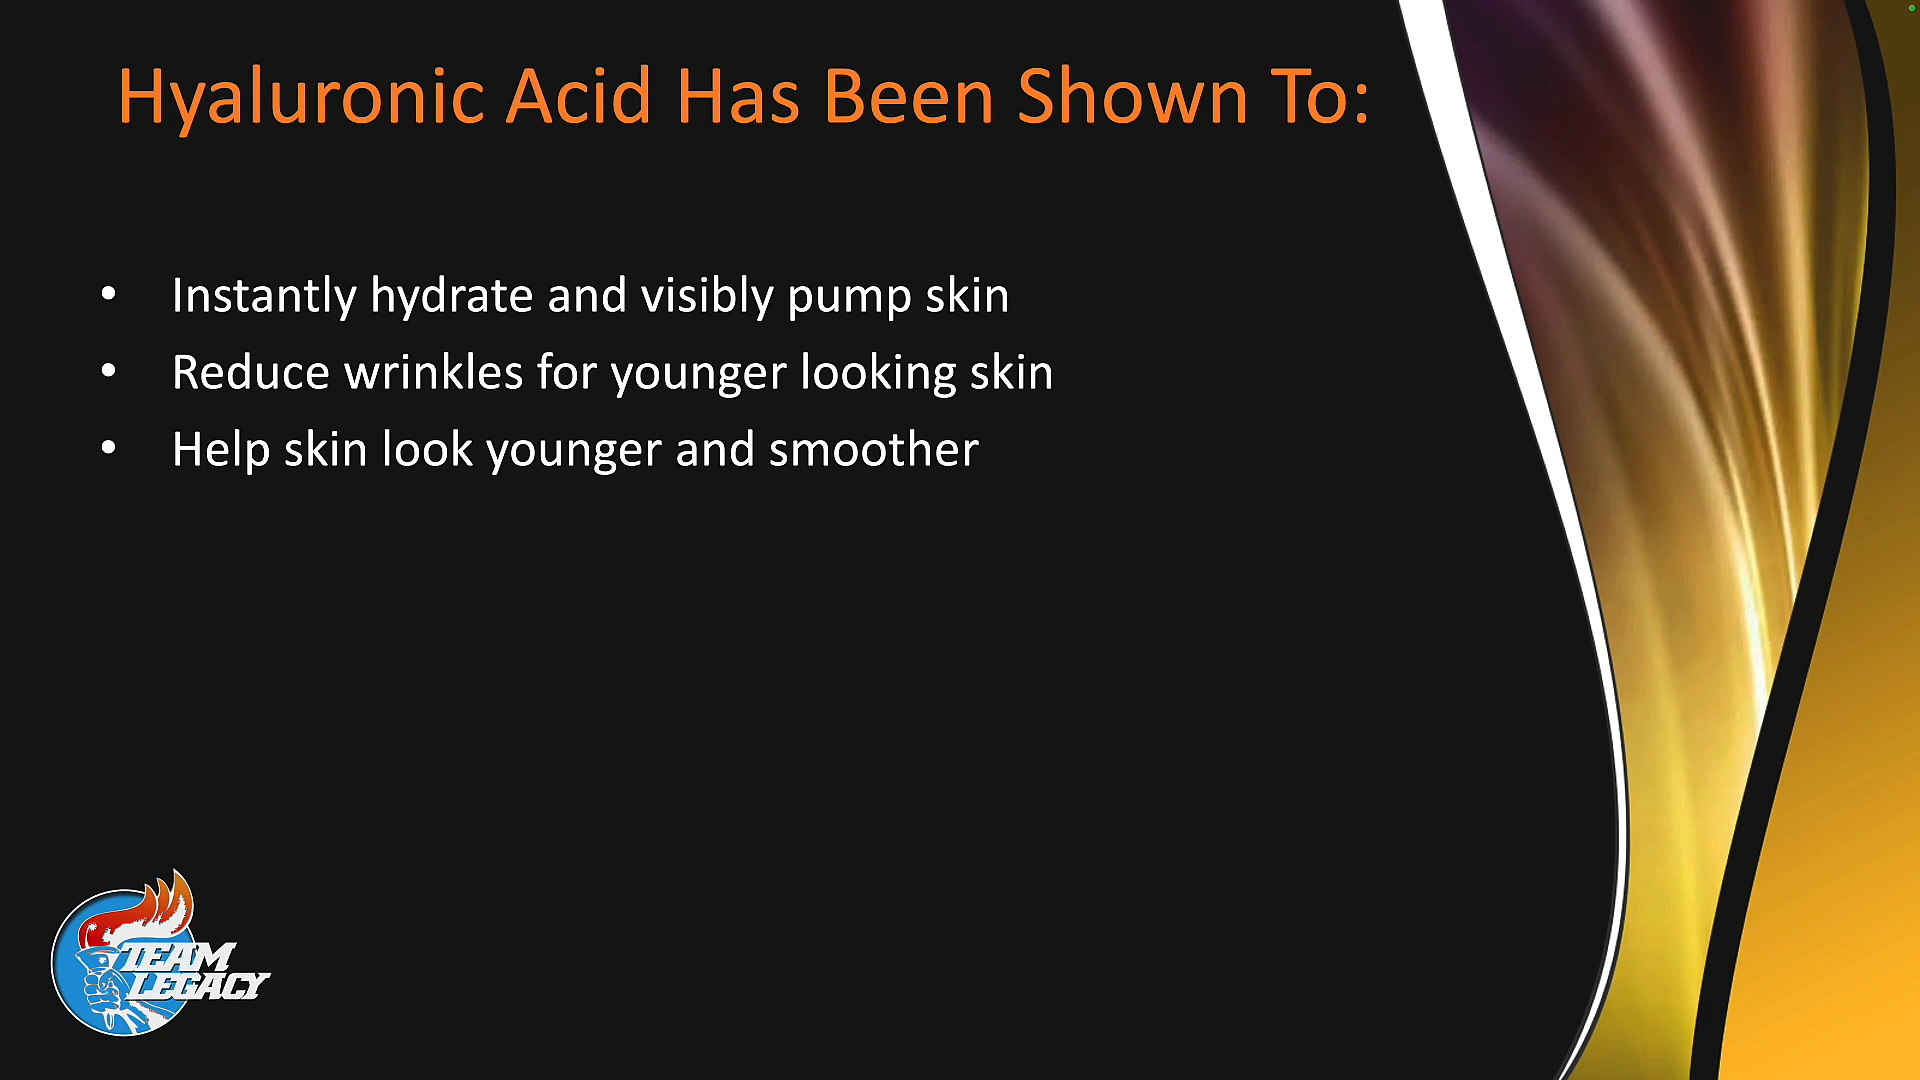 Hyaluronic Acid Has Been Shown To:
• Instantly hydrate and visibly pump skin
• Reduce wrinkles for younger looking skin
• Help skin look younger and smoother
TEAM
LEGACY